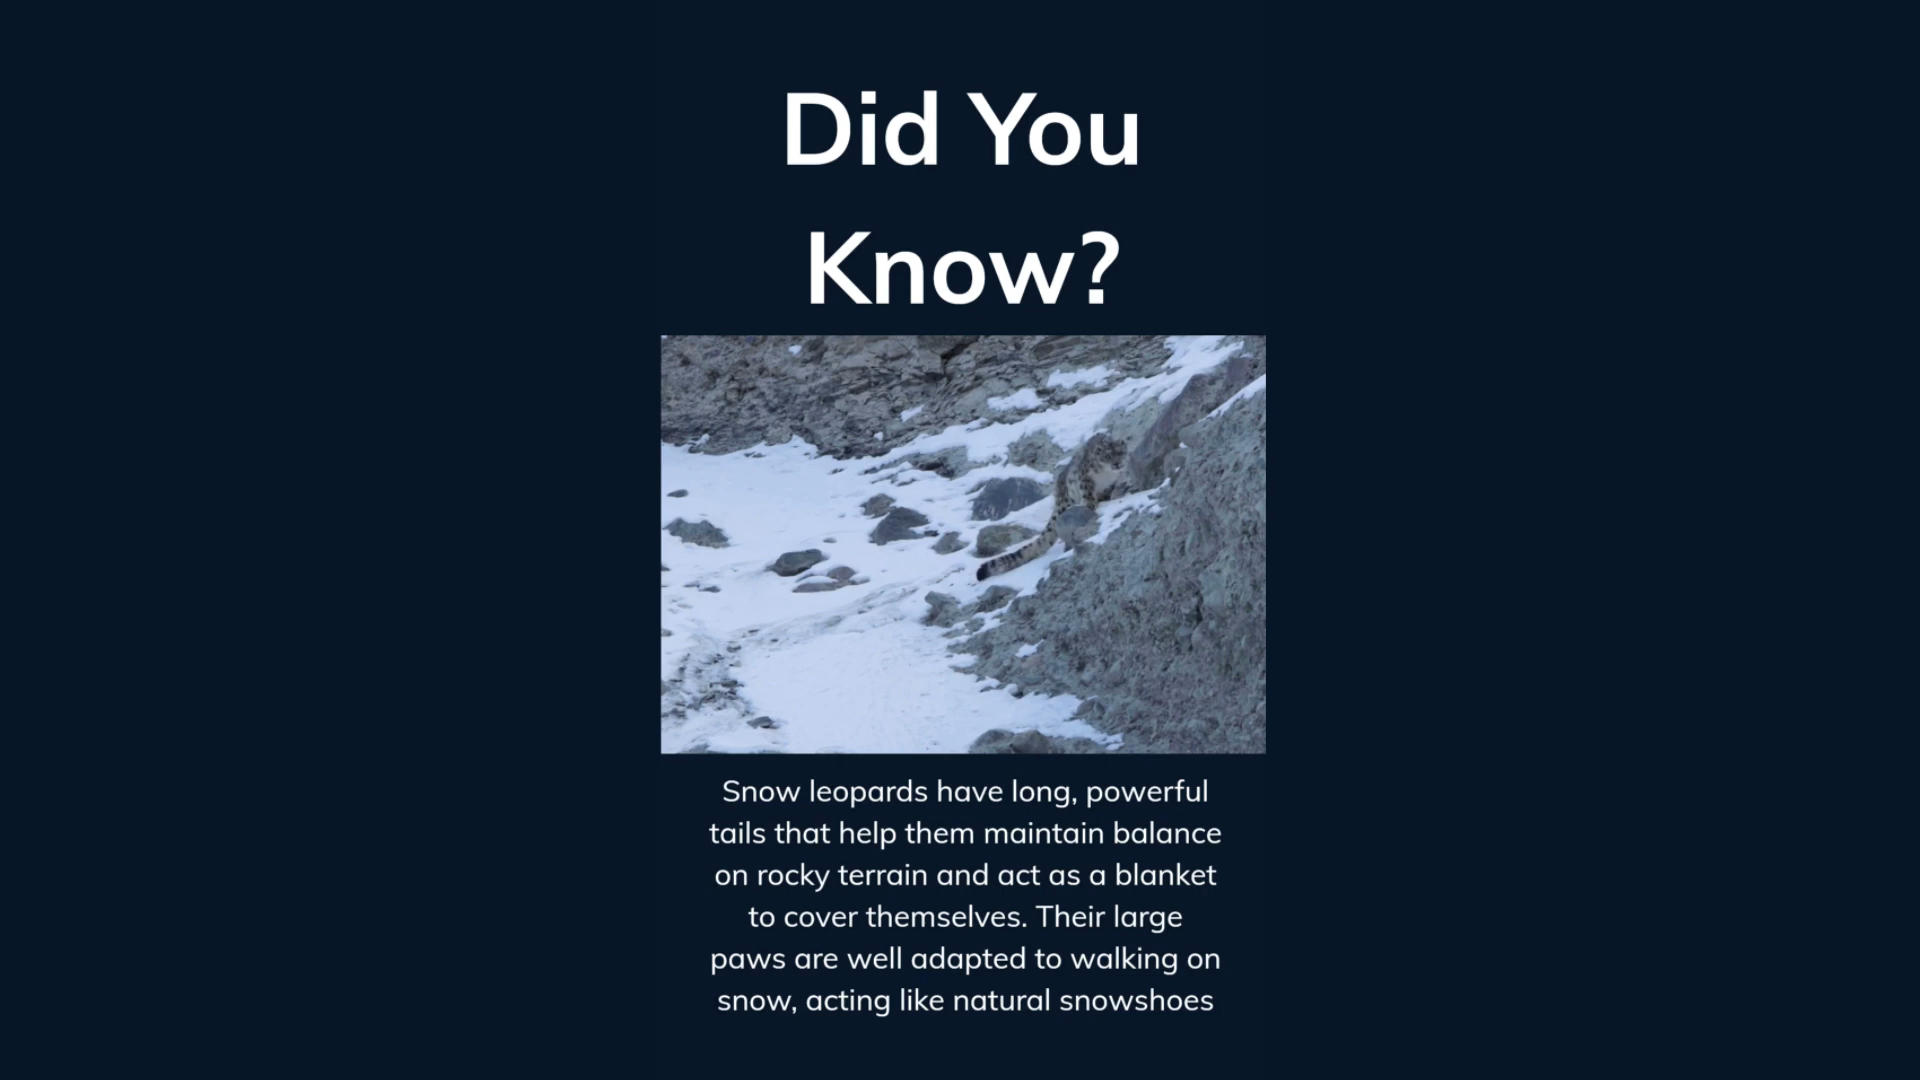 Did You
Know?
Snow leopards have long, powerful
tails that help them maintain balance
on rocky terrain and act as a blanket
to cover themselves. Their large
paws are well adapted to walking on
snow, acting like natural snowshoes